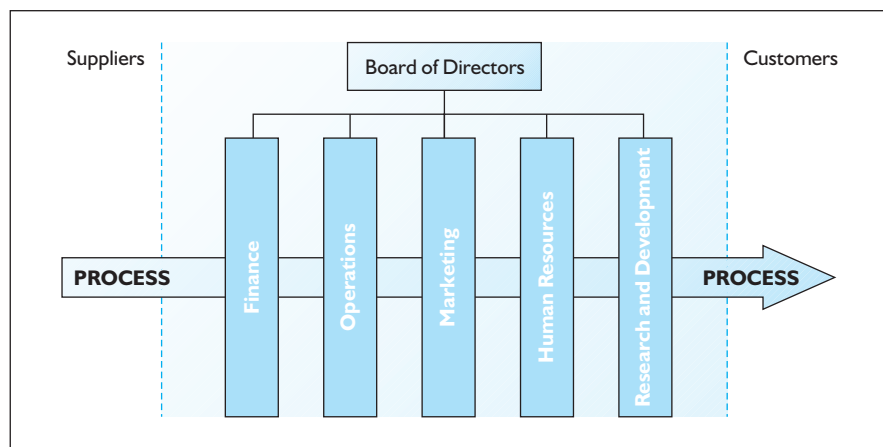 Suppliers
Board of Directors
Customers
Finance
Operations
Marketing
Human Resources
Research and Development
PROCESS
PROCESS